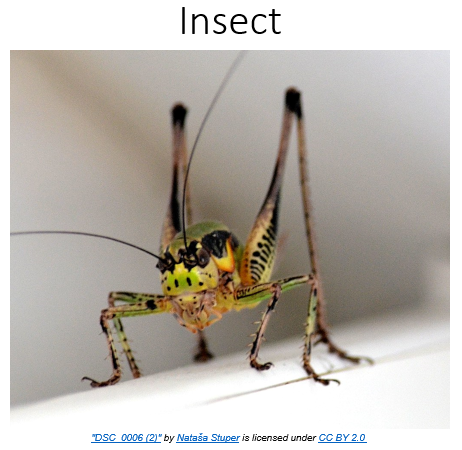 Insect
"DSC_0006 (2)" by Nataša Stuper is licensed under CC BY 2.0